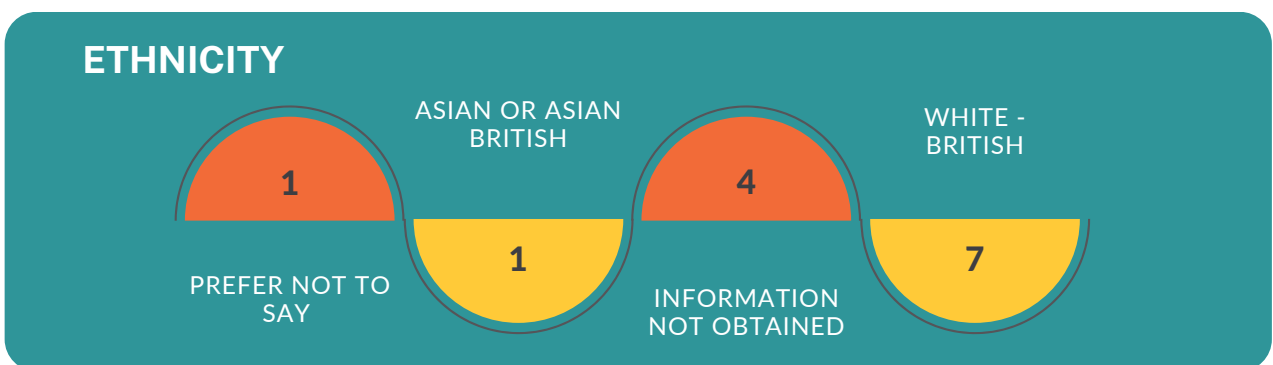 ETHNICITY
1
PREFER NOT TO
SAY
ASIAN OR ASIAN
BRITISH
1
4
INFORMATION
NOT OBTAINED
WHITE -
BRITISH
7